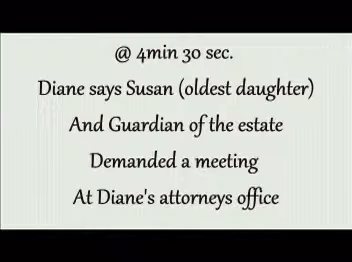 @ 4min 30 sec.
Diane says Susan (oldest daughter)
And Guardian of the estate
Demanded a meeting
At Diane's attorneys office